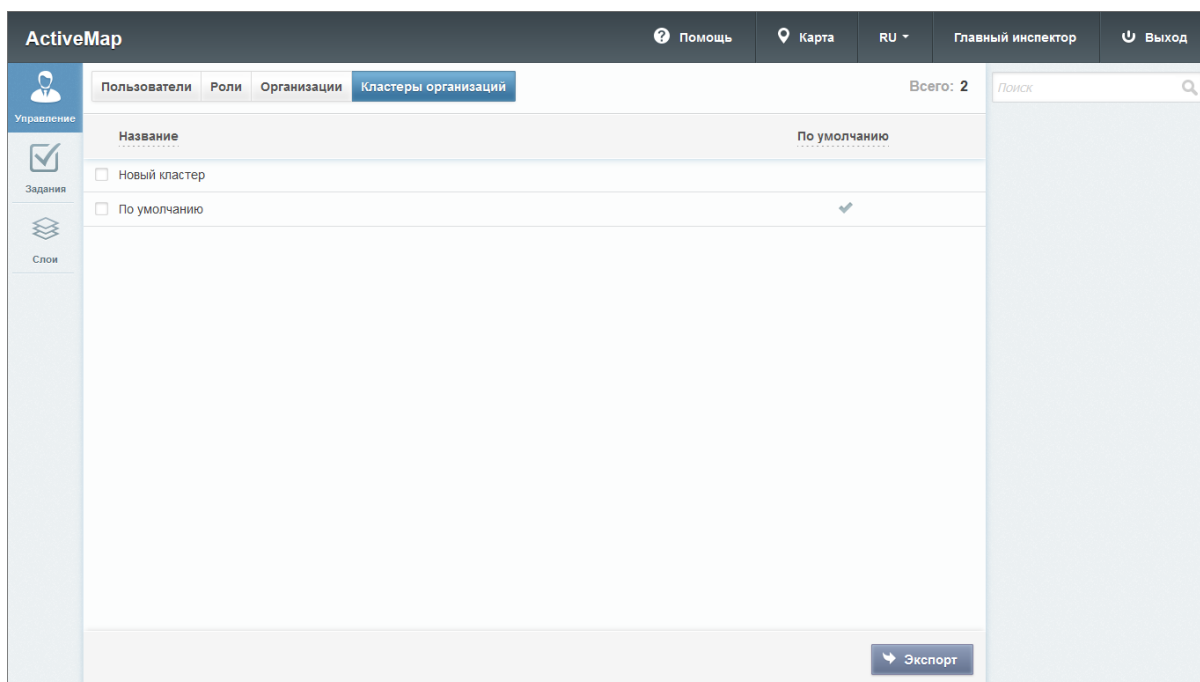 ActiveMap
Помощь
Карта
RU
Главный инспектор
Выход
Управление
Задания
Слои
Пользователи Роли Организации Кластеры организаций
Всего: 2
Поиск
Название По умолчанию
Новый кластер
По умолчанию
Экспорт